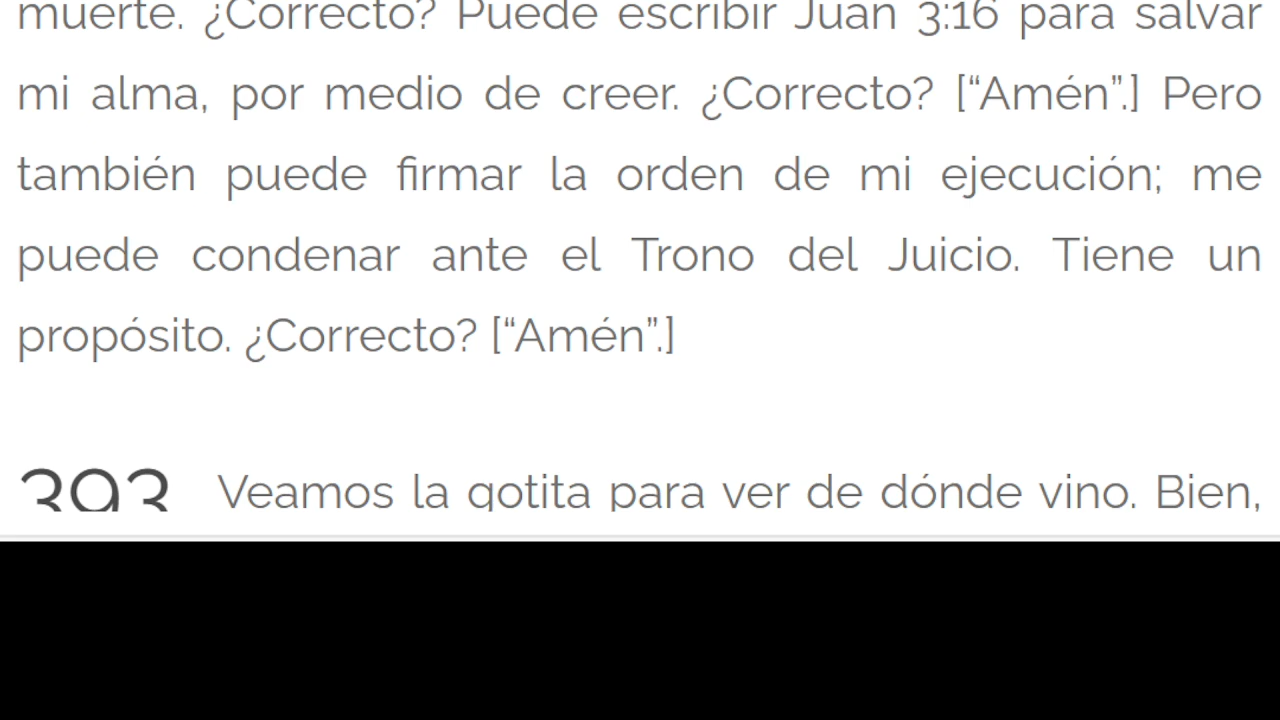 muerte. ¿Correcto? Puede escribir Juan 3:16 para salvar
mi alma, por medio de creer. ¿Correcto? [“Amén”.] Pero
también puede firmar la orden de mi ejecución; me
puede condenar ante el Trono del Juicio. Tiene un
propósito. ¿Correcto? [“Amén”.]
393 Veamos la gotita para ver de dónde vino. Bien,